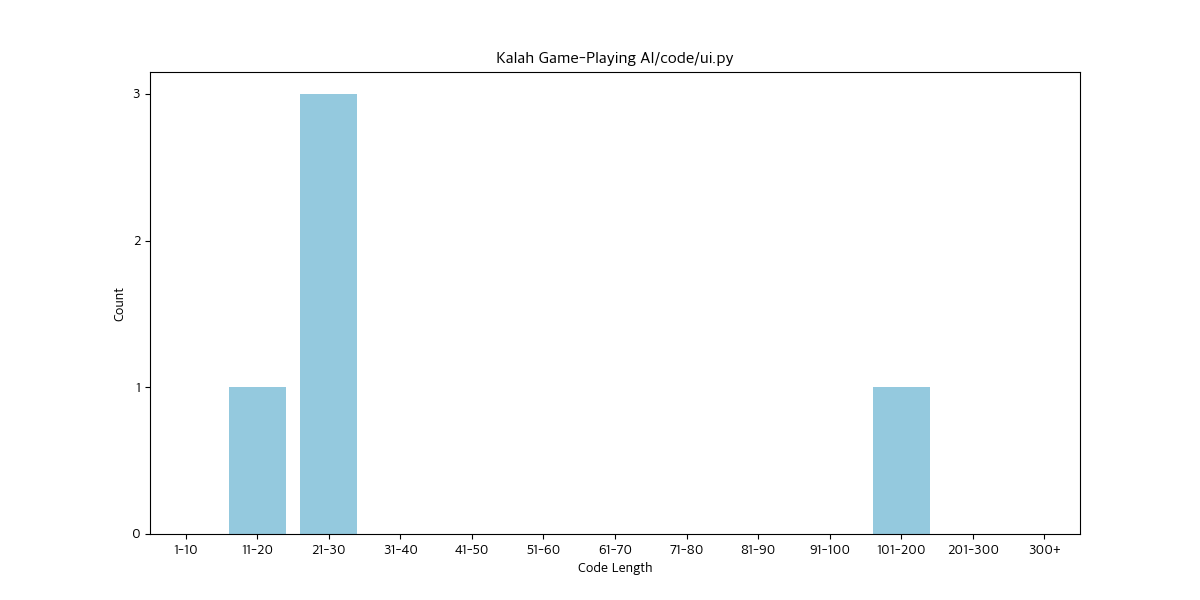 Kalah Game-Playing AI/code/ui.py
3
2
1
0
Count
1-10 11-20 21-30 31-40 41-50 51-60 61-70 71-80 81-90 91-100 101-200 201-300 300+
Code Length